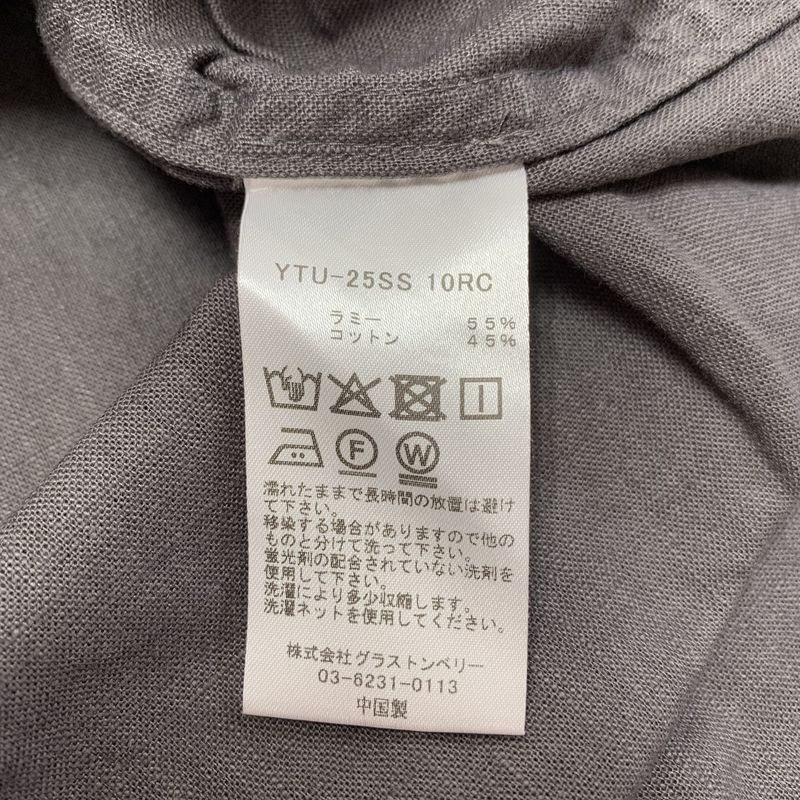 YTU-25SS 10RC
ラミー 55%
コットン 45%
F W
濡れたままで長時間の放置は避け
て下さい。
移染する場合がありますので他の
ものと分けて洗って下さい。
蛍光剤の配合されていない洗剤を
使用して下さい。
洗濯により多少収縮します。
洗濯ネットを使用してください。
株式会社グラストンベリー
03-6231-0113
中国製